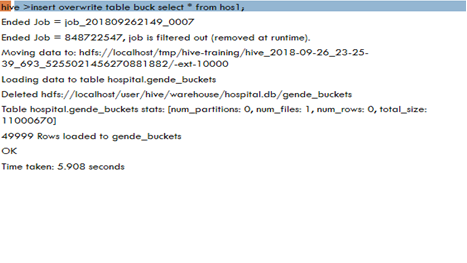 hive >insert overwrite table buck select * from hos1;
Ended Job = job_201809262149_0007
Ended Job = 848722547, job is filtered out (removed at runtime).
Moving data to: hdfs://localhost/tmp/hive-training/hive_2018-09-26_23-25-
39_693_5255021456270881882/-ext-10000
Loading data to table hospital.gende_buckets
Deleted hdfs://localhost/user/hive/warehouse/hospital.db/gende_buckets
Table hospital.gende_buckets stats: [num_partitions: 0, num_files: 1, num_rows: 0, total_size:
11000670]
49999 Rows loaded to gende_buckets
OK
Time taken: 5.908 seconds